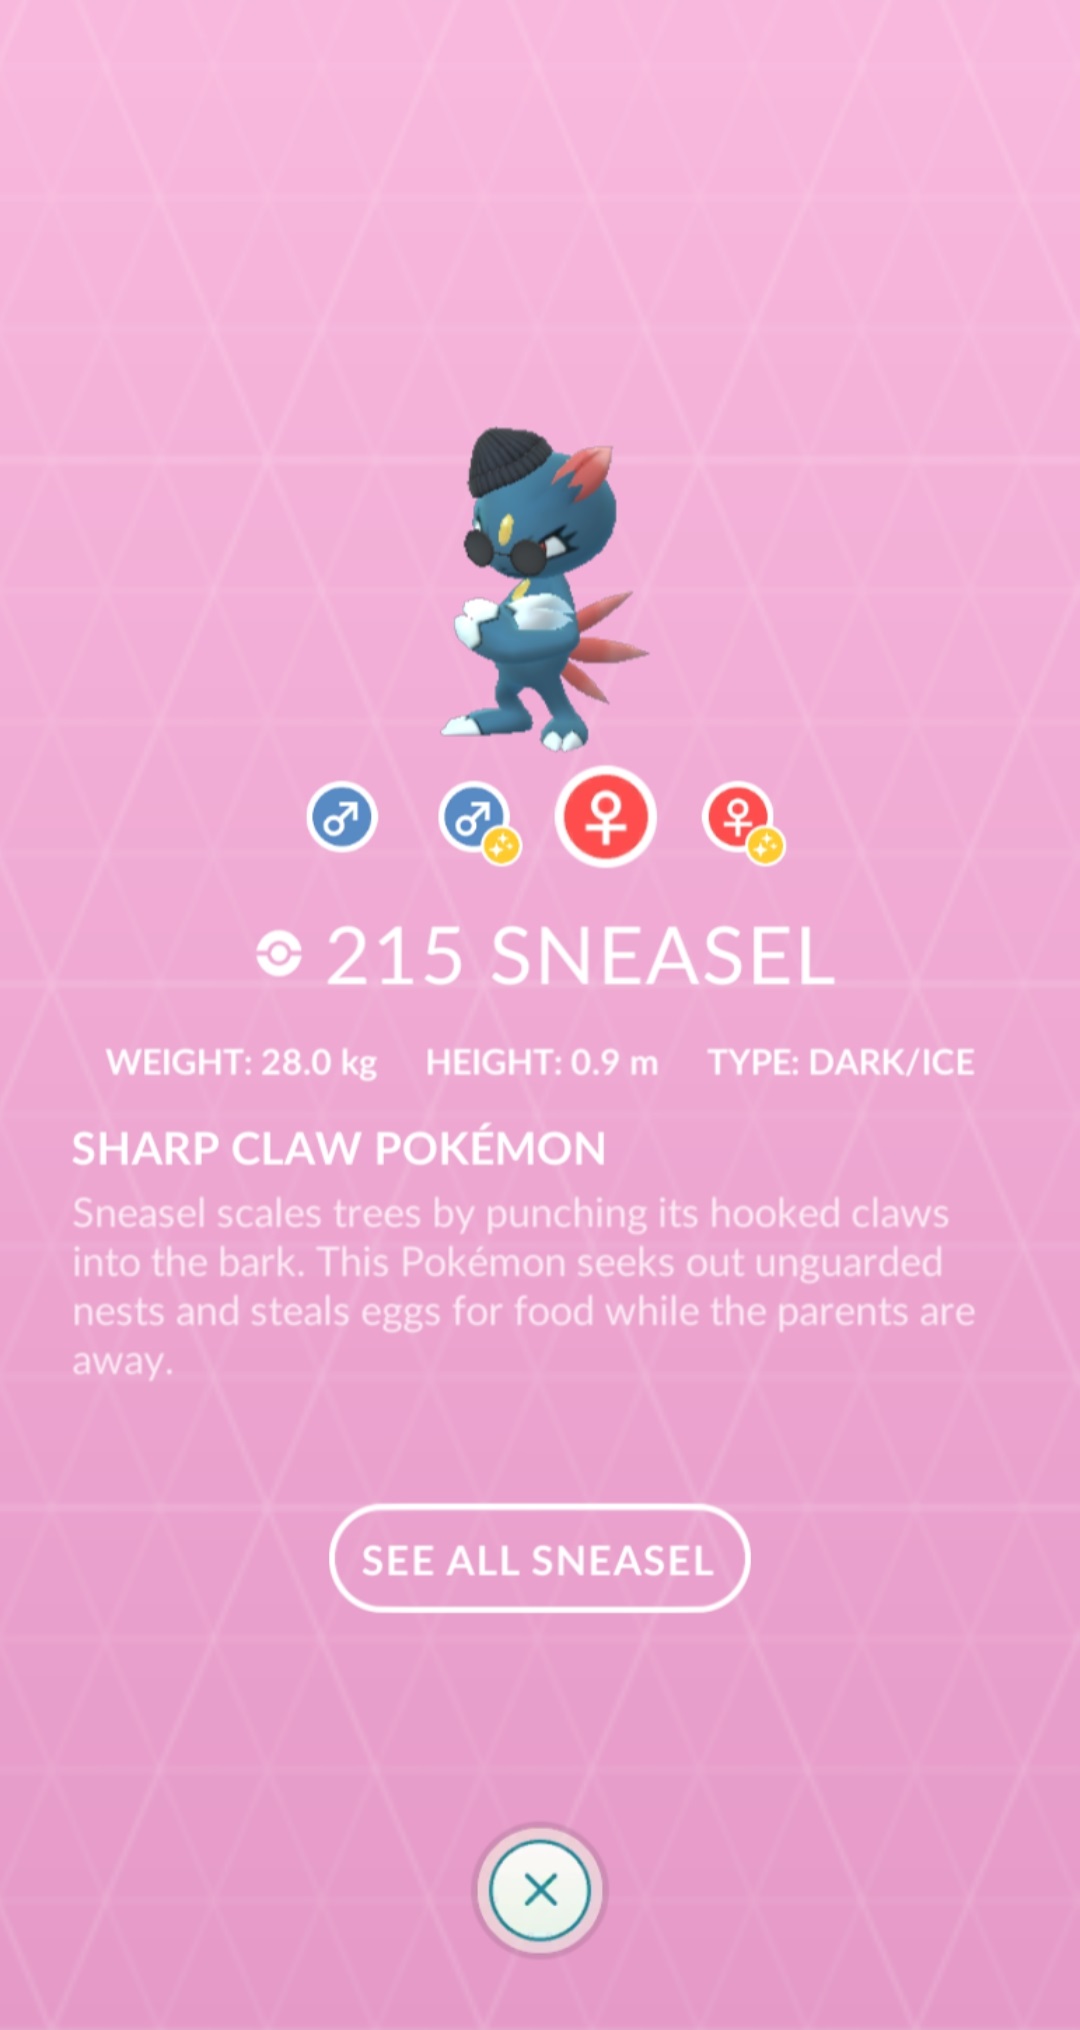 215 SNEASEL
WEIGHT: 28.0 kg HEIGHT: 0.9 m TYPE: DARK/ICE
SHARP CLAW POKÉMON
Sneasel scales trees by punching its hooked claws
into the bark. This Pokémon seeks out unguarded
nests and steals eggs for food while the parents are
away.
SEE ALL SNEASEL